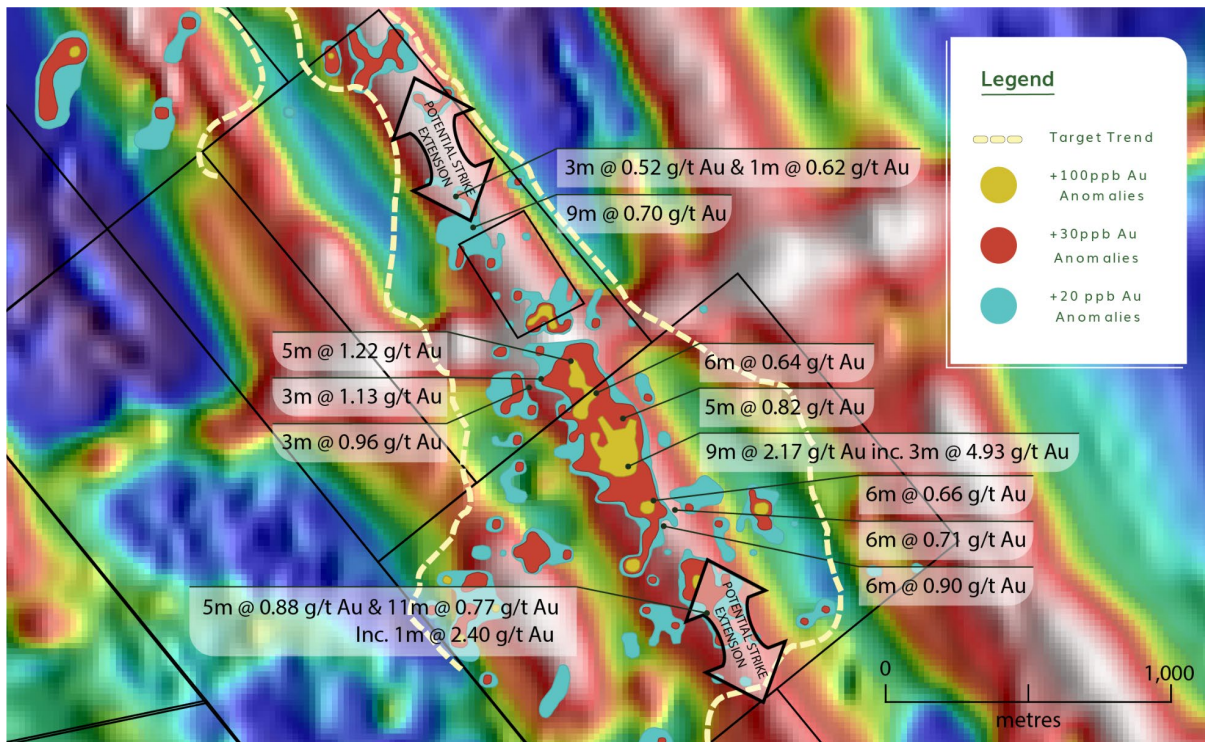 Legend
Target Trend
+100ppb Au
Anomalies
+30ppb Au
Anomalies
+20 ppb Au
Anomalies
POTENTIAL STRIKE
EXTENSION
3m @ 0.52 g/t Au & 1m @ 0.62 g/t Au
9m @ 0.70 g/t Au
5m @ 1.22 g/t Au
3m @ 1.13 g/t Au
3m @ 0.96 g/t Au
6m @ 0.64 g/t Au
5m @ 0.82 g/t Au
9m @ 2.17 g/t Au inc. 3m @ 4.93 g/t Au
6m @ 0.66 g/t Au
6m @ 0.71 g/t Au
6m @ 0.90 g/t Au
5m @ 0.88 g/t Au & 11m @ 0.77 g/t Au
Inc. 1m @ 2.40 g/t Au
POTENTIAL STRIKE
EXTENSION
0 1,000
metres